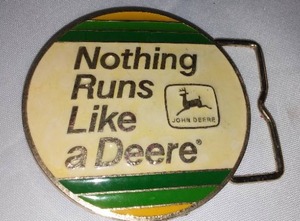 Nothing
Runs
Like
a Deere®
JOHN DEERE